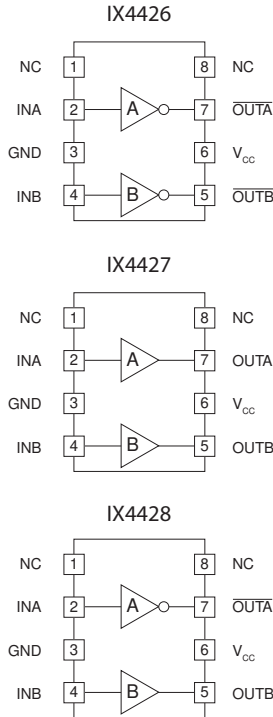 IX4426
NC 1 8 NC
INA 2 A 7 OUTA
GND 3 6 VCC
INB 4 B 5 OUTB
IX4427
NC 1 8 NC
INA 2 A 7 OUTA
GND 3 6 VCC
INB 4 B 5 OUTB
IX4428
NC 1 8 NC
INA 2 A 7 OUTA
GND 3 6 VCC
INB 4 B 5 OUTB